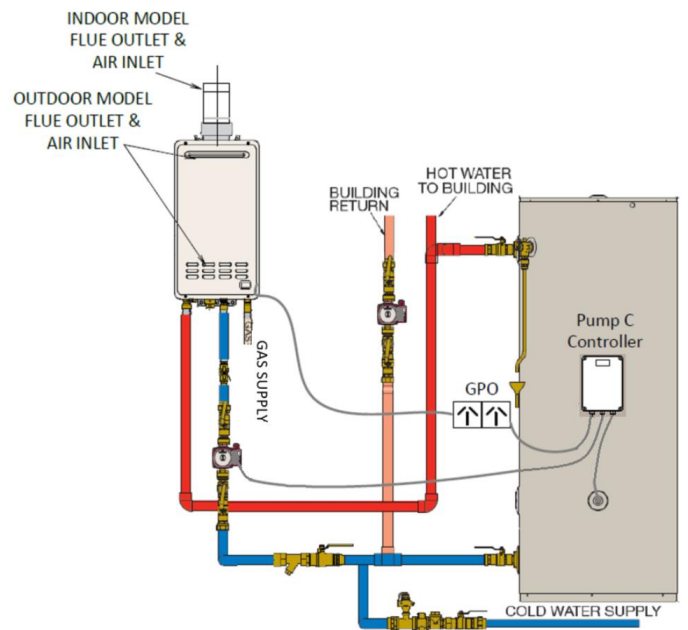 INDOOR MODEL
FLUE OUTLET &
AIR INLET
OUTDOOR MODEL
FLUE OUTLET &
AIR INLET
BUILDING
RETURN
HOT WATER
TO BUILDING
GAS
GAS SUPPLY
GPO
Pump C
Controller
COLD WATER SUPPLY